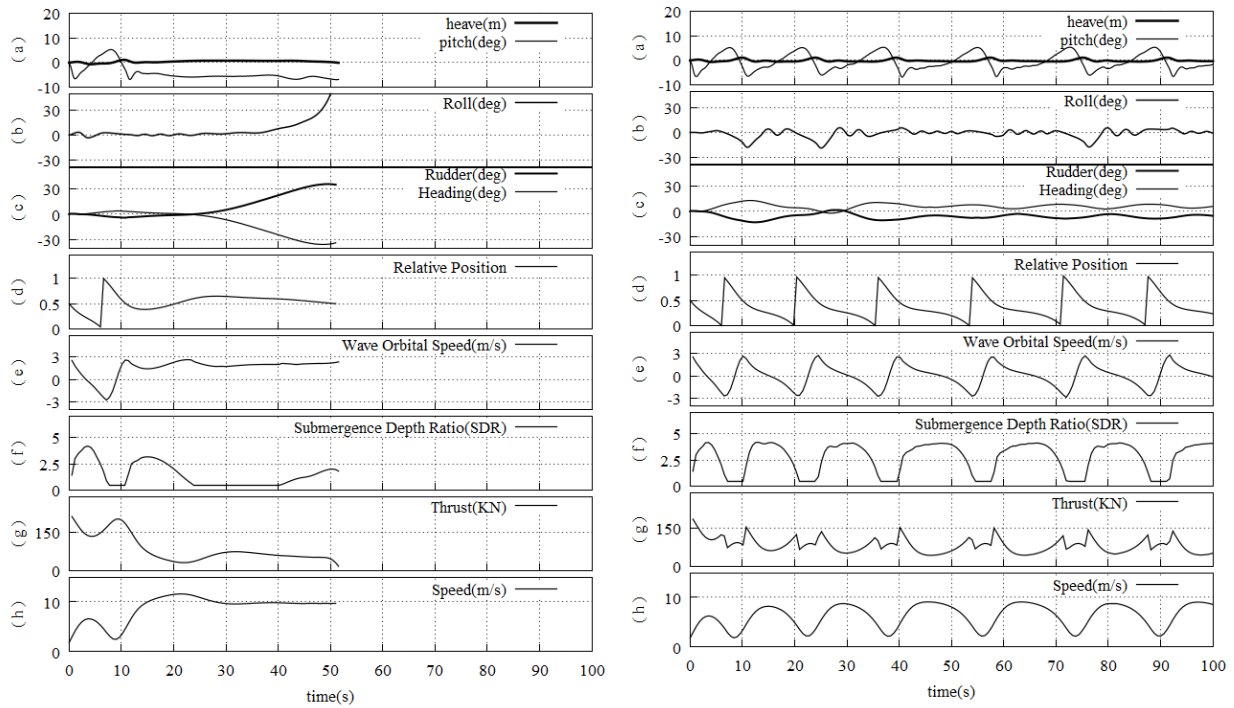 20
10
0
-10
( a )
heave(m)
pitch(deg)
30
0
-30
( b )
Roll(deg)
30
0
-30
( c )
Rudder(deg)
Heading(deg)
1
0.5
0
( d )
Relative Position
3
0
-3
( e )
Wave Orbital Speed(m/s)
5
2.5
0
( f )
Submergence Depth Ratio(SDR)
150
0
( g )
Thrust(KN)
10
( h )
Speed(m/s)
0 10 20 30 40 50 60 70 80 90 100
time(s)
20
10
0
-10
( a )
heave(m)
pitch(deg)
30
0
-30
( b )
Roll(deg)
30
0
-30
( c )
Rudder(deg)
Heading(deg)
1
0.5
0
( d )
Relative Position
3
0
-3
( e )
Wave Orbital Speed(m/s)
5
2.5
0
( f )
Submergence Depth Ratio(SDR)
150
0
( g )
Thrust(KN)
10
( h )
Speed(m/s)
0 10 20 30 40 50 60 70 80 90 100
time(s)